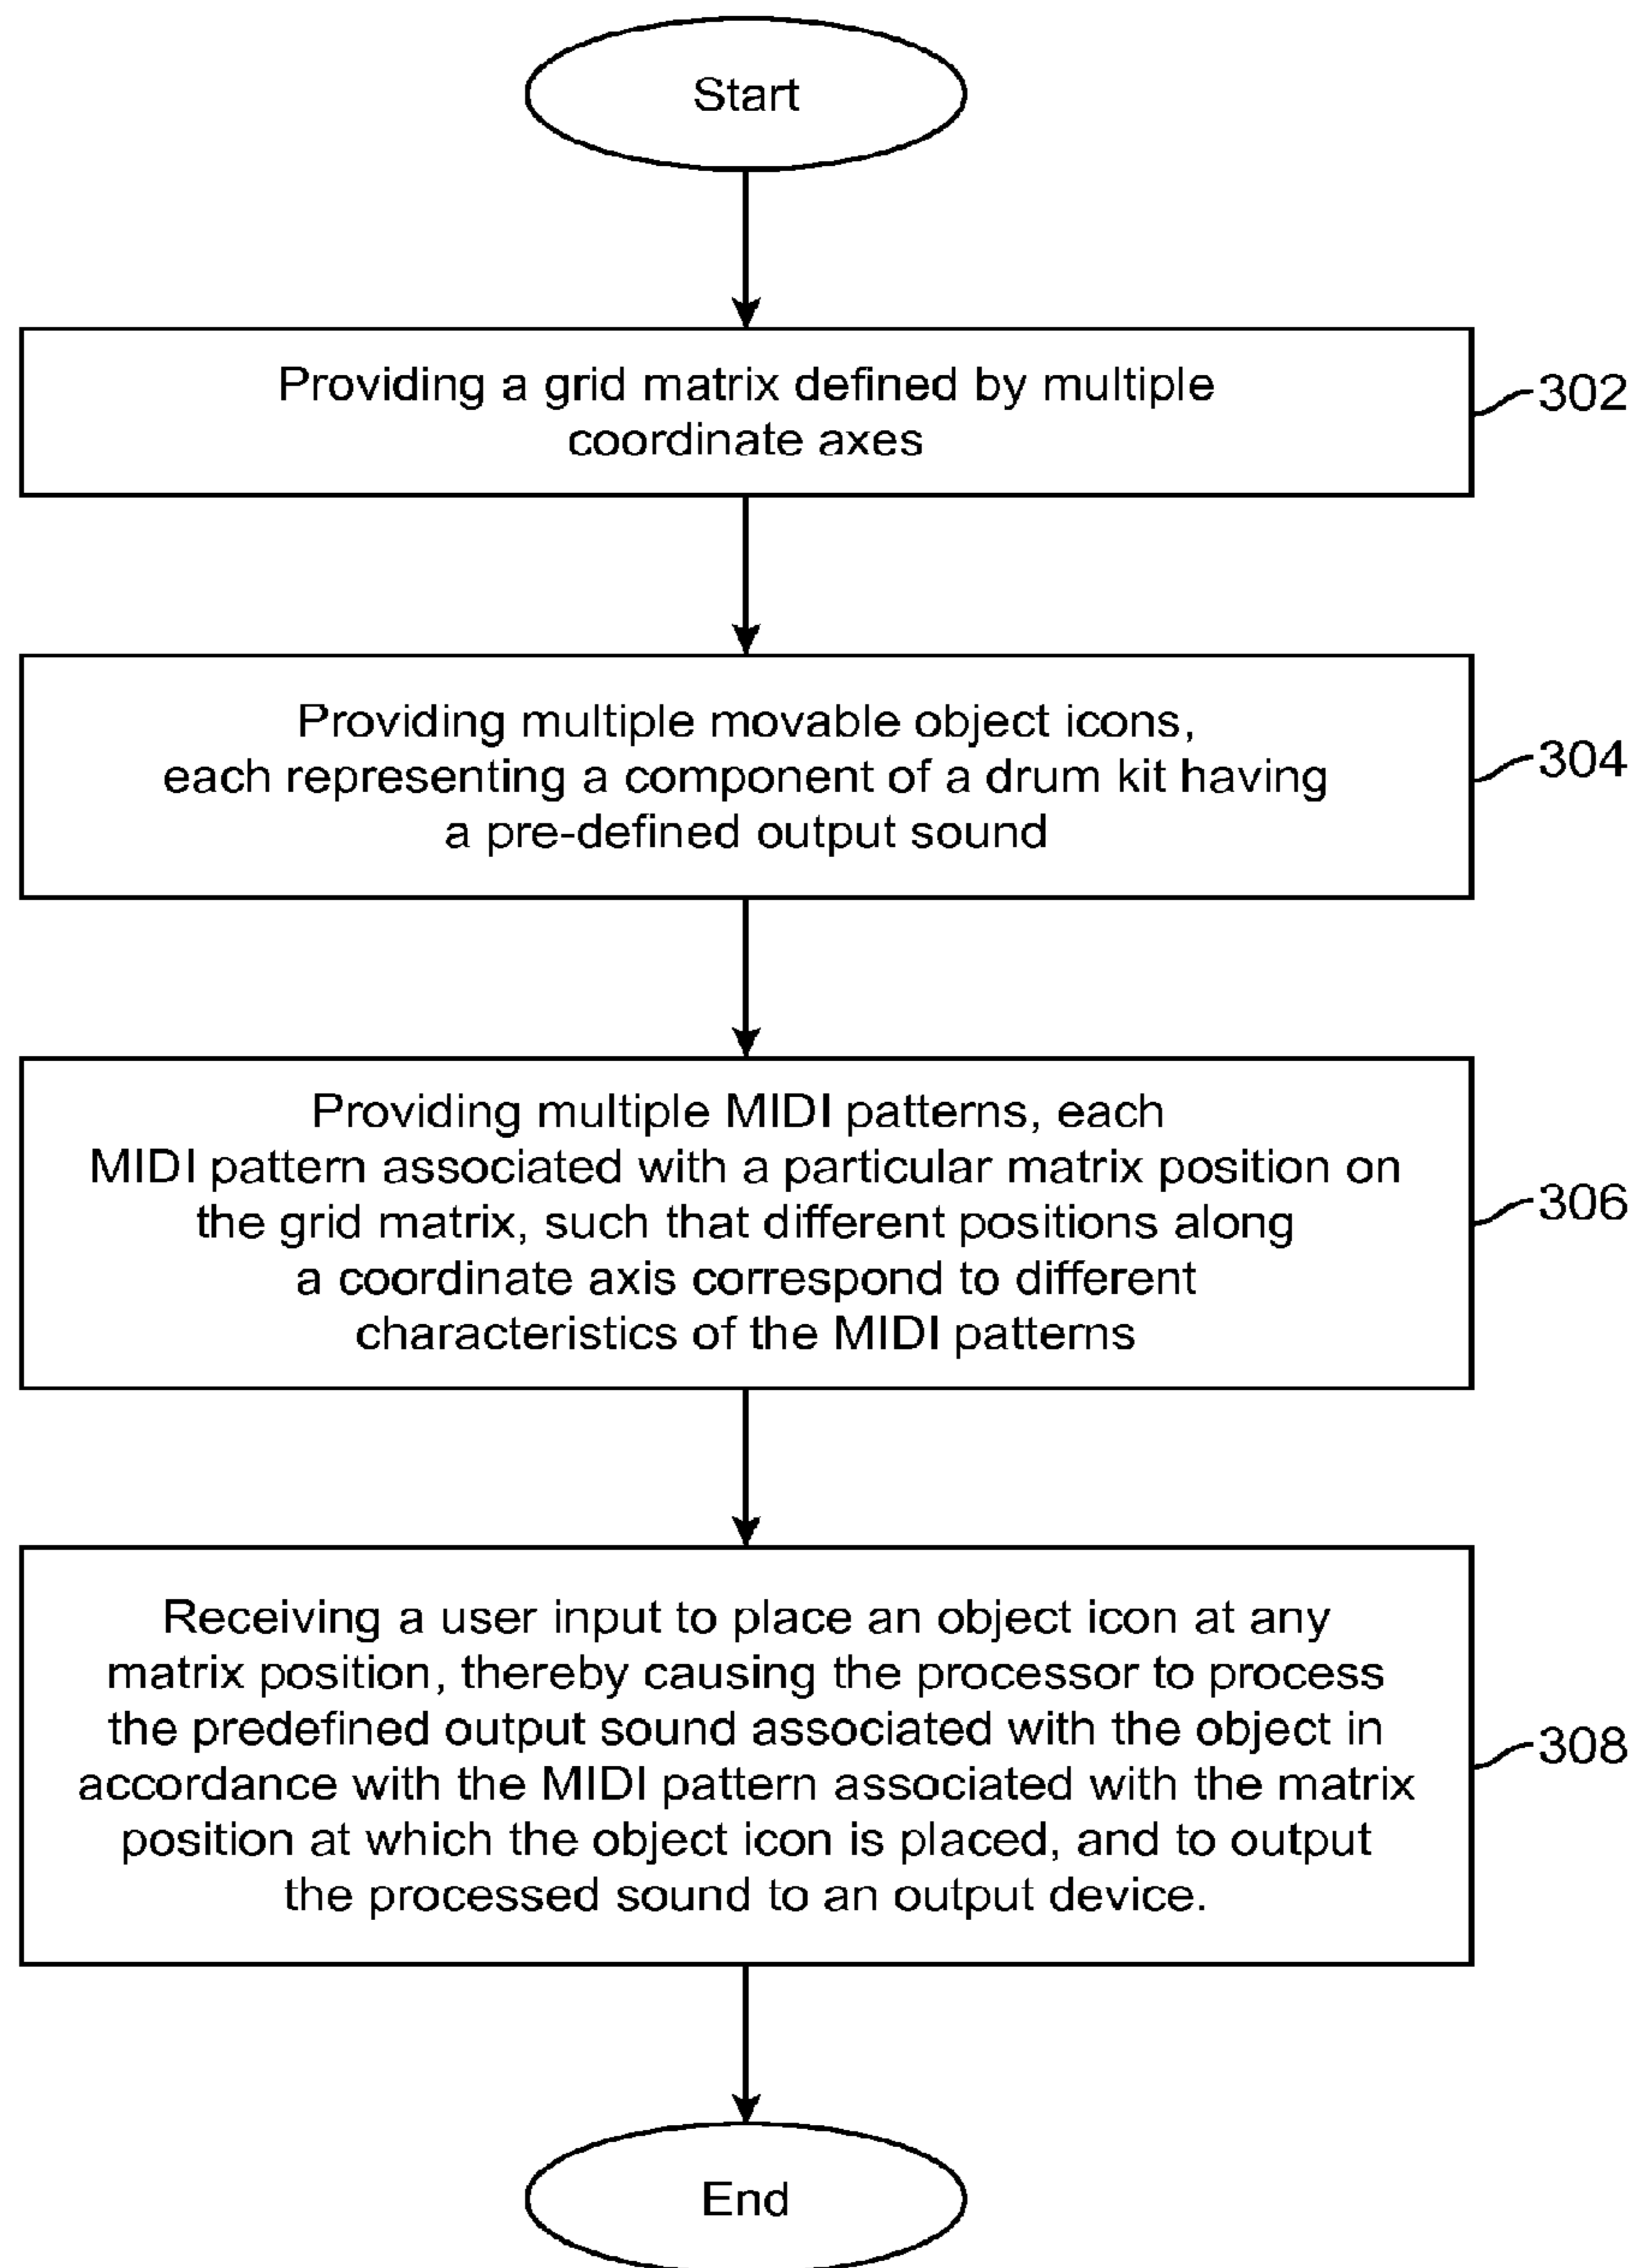 Start
Providing a grid matrix defined by multiple
coordinate axes
302
Providing multiple movable object icons,
each representing a component of a drum kit having
a pre-defined output sound
304
Providing multiple MIDI patterns, each
MIDI pattern associated with a particular matrix position on
the grid matrix, such that different positions along
a coordinate axis correspond to different
characteristics of the MIDI patterns
306
Receiving a user input to place an object icon at any
matrix position, thereby causing the processor to process
the predefined output sound associated with the object in
accordance with the MIDI pattern associated with the matrix
position at which the object icon is placed, and to output
the processed sound to an output device.
308
End